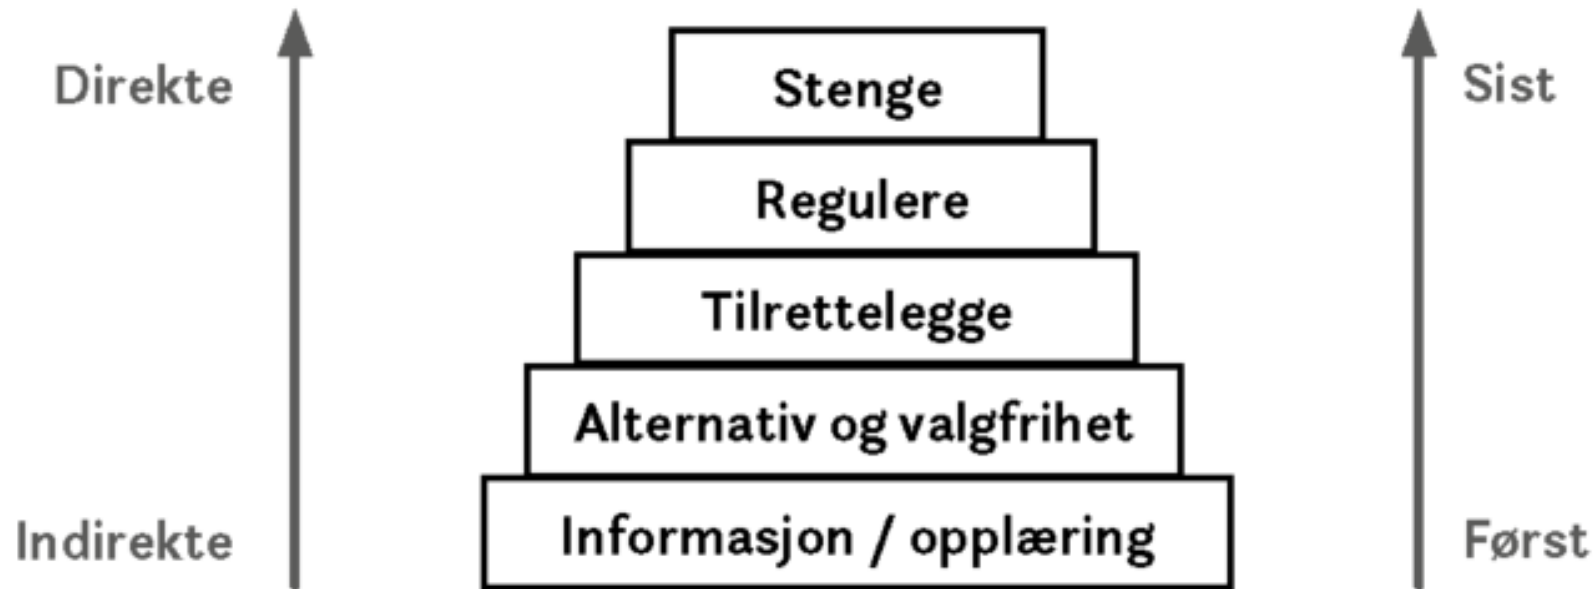 Direkte
Stenge
Sist
Regulere
Tilrettelegge
Alternativ og valgfrihet
Indirekte
Informasjon / opplæring
Først